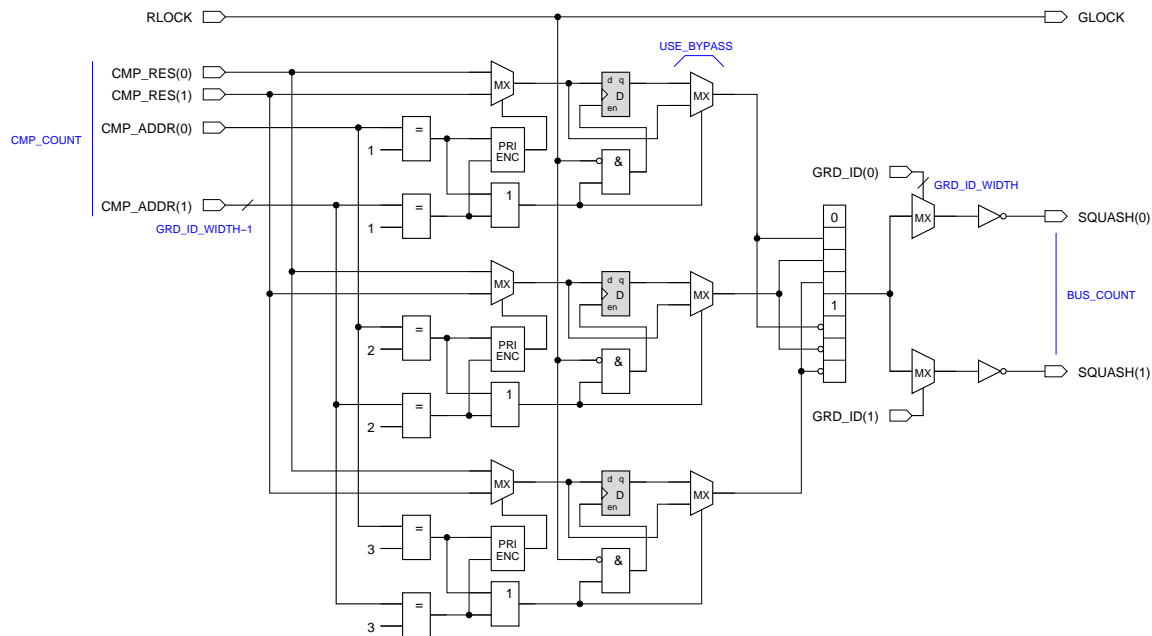 RLOCK GLOCK
USE_BYPASS
CMP_RES(0) MX d q D en MX
CMP_RES(1)
CMP_ADDR(0) =
CMP_COUNT 1 PRI ENC &
GRD_ID(0)
CMP_ADDR(1) = 1 GRD_ID_WIDTH
1 0 MX SQUASH(0)
GRD_ID_WIDTH−1
MX d q D en MX
BUS_COUNT
1
= 2 PRI ENC &
MX SQUASH(1)
= 1
2 GRD_ID(1)
MX d q D en MX
= 3 PRI ENC &
= 1
3